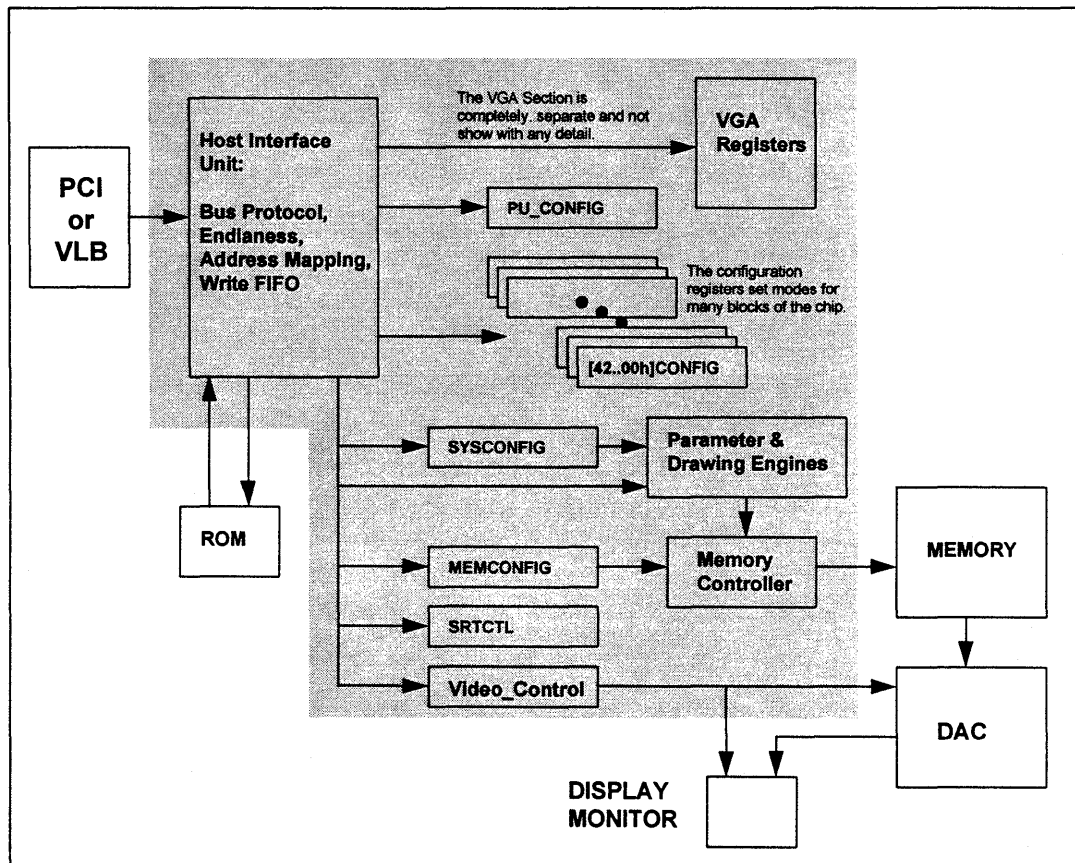 The VGA Section is
completely, separate and not
show with any detail.
VGA
Registers
Host Interface
Unit:
Bus Protocol,
Endianess,
Address Mapping,
Write FIFO
PCI
or
VLB
PU_CONFIG
The configuration
registers set modes for
many blocks of the chip.
[42..00h]CONFIG
SYSCONFIG
Parameter &
Drawing Engines
ROM
MEMCONFIG
Memory
Controller
MEMORY
SRTCTL
Video_Control
DAC
DISPLAY
MONITOR